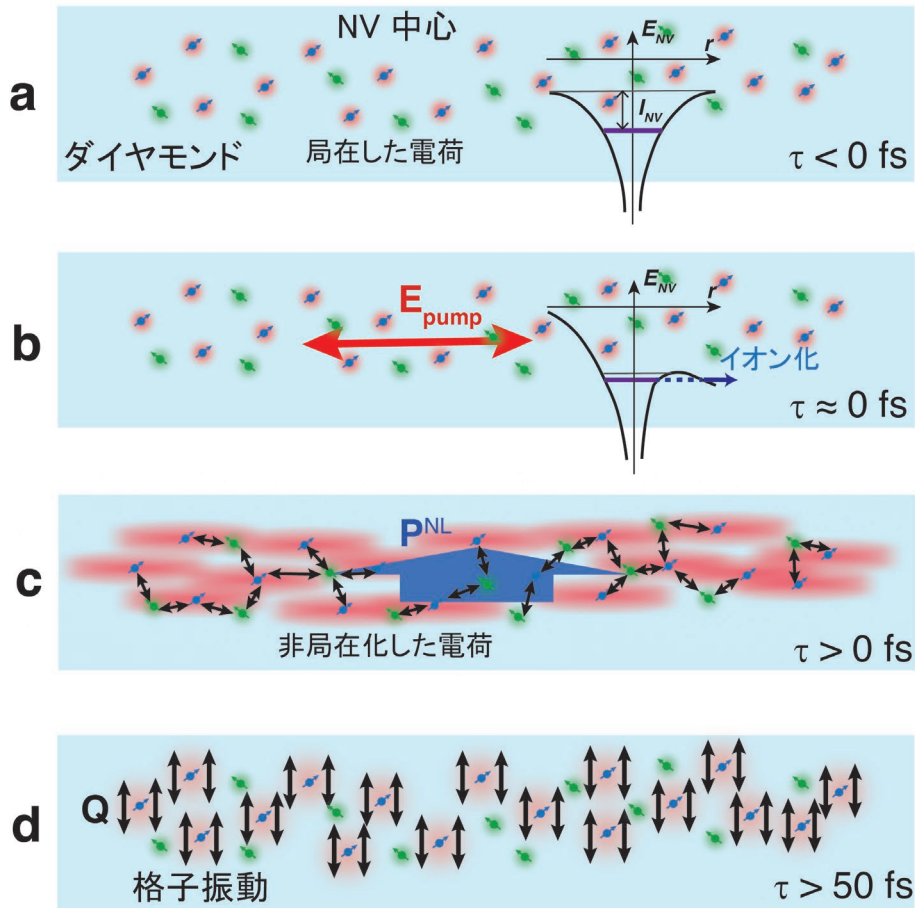 a
NV 中心
E_NV
r
I_NV
ダイヤモンド
局在した電荷
τ < 0 fs
b
E_pump
E_NV
r
イオン化
τ ≈ 0 fs
c
P^NL
非局在化した電荷
τ > 0 fs
d
Q
格子振動
τ > 50 fs